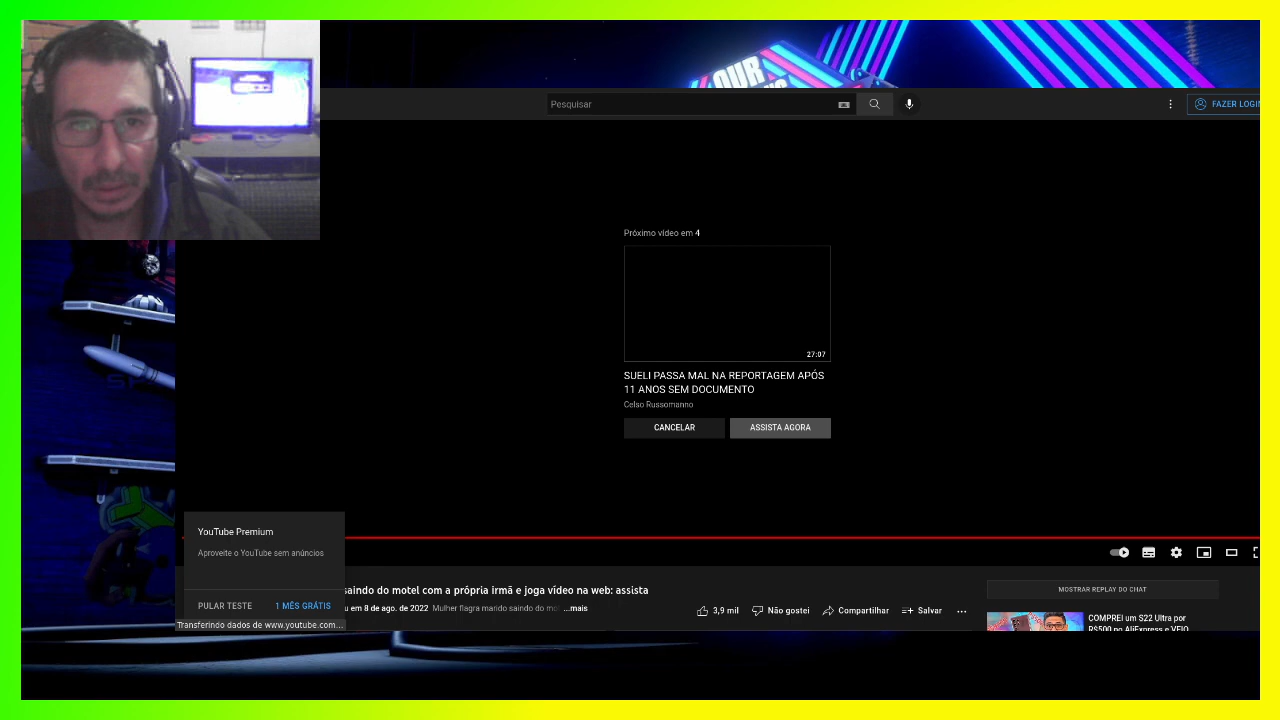 OUR
Pesquisar
FAZER LOGIN
Próximo vídeo em 4
27:07
SUELI PASSA MAL NA REPORTAGEM APÓS
11 ANOS SEM DOCUMENTO
Celso Russomanno
CANCELAR
ASSISTA AGORA
YouTube Premium
Aproveite o YouTube sem anúncios
PULAR TESTE
1 MÊS GRÁTIS
Transferindo dados de www.youtube.com...
saindo do motel com a própria irmã e joga vídeo na web: assista
u em 8 de ago. de 2022 Mulher flagra marido saindo do mot ...mais
3,9 mil
Não gostei
Compartilhar
Salvar
MOSTRAR REPLAY DO CHAT
COMPREI um S22 Ultra por
R$500 no AliExpress e VEIO